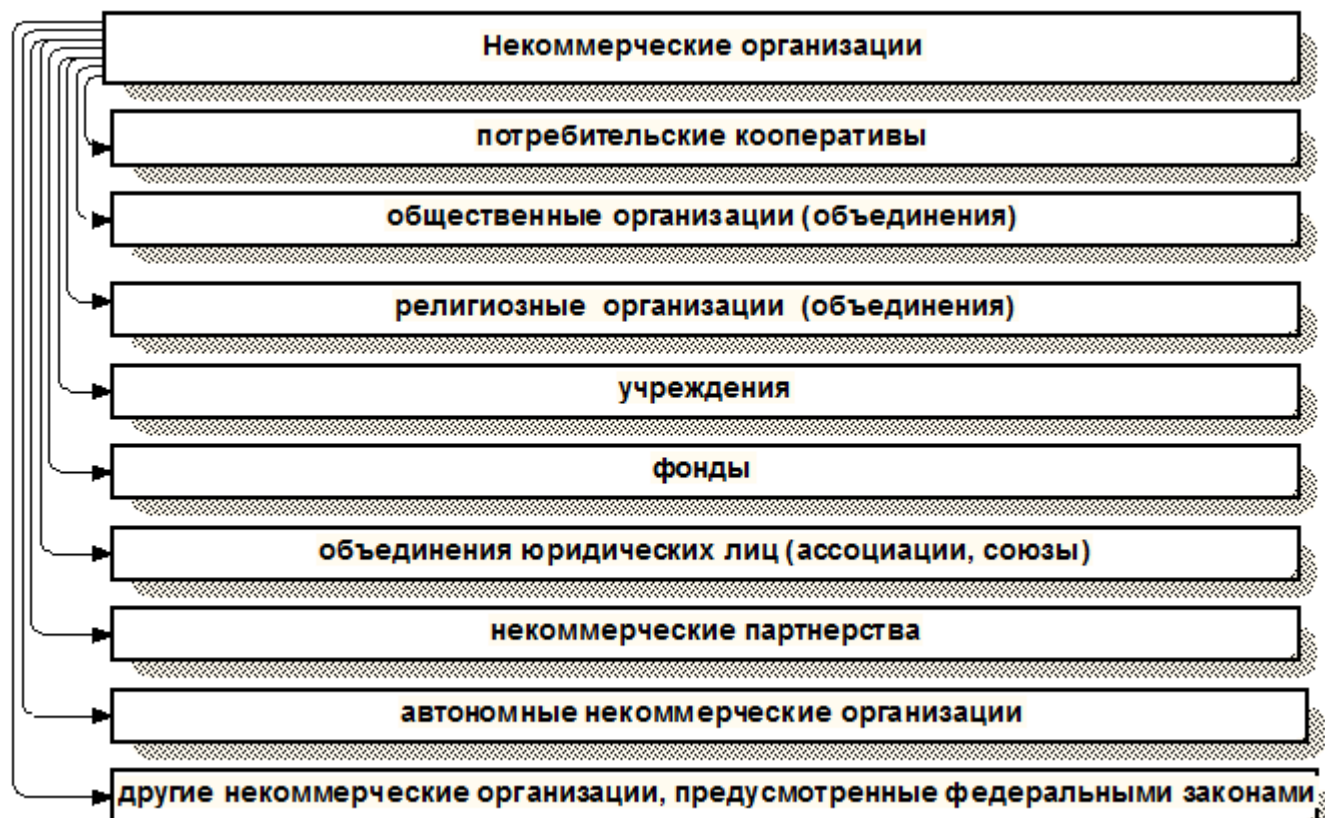 Некоммерческие организации
потребительские кооперативы
общественные организации (объединения)
религиозные организации (объединения)
учреждения
фонды
объединения юридических лиц (ассоциации, союзы)
некоммерческие партнерства
автономные некоммерческие организации
другие некоммерческие организации, предусмотренные федеральными законами